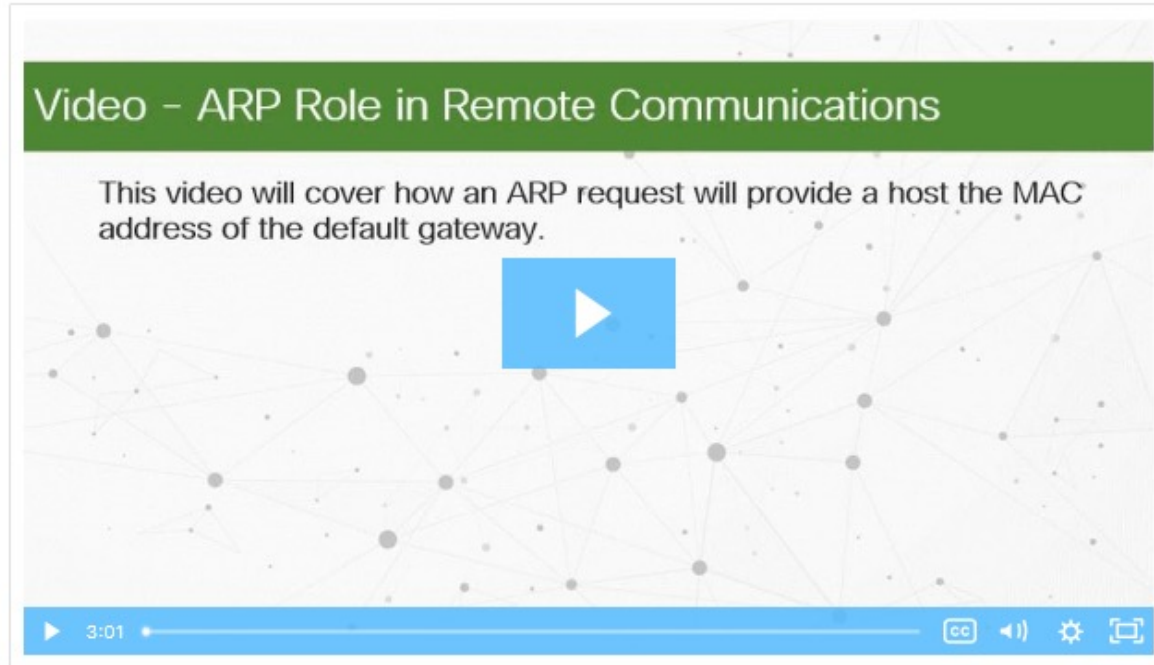 Video - ARP Role in Remote Communications
This video will cover how an ARP request will provide a host the MAC
address of the default gateway.
3:01
CC